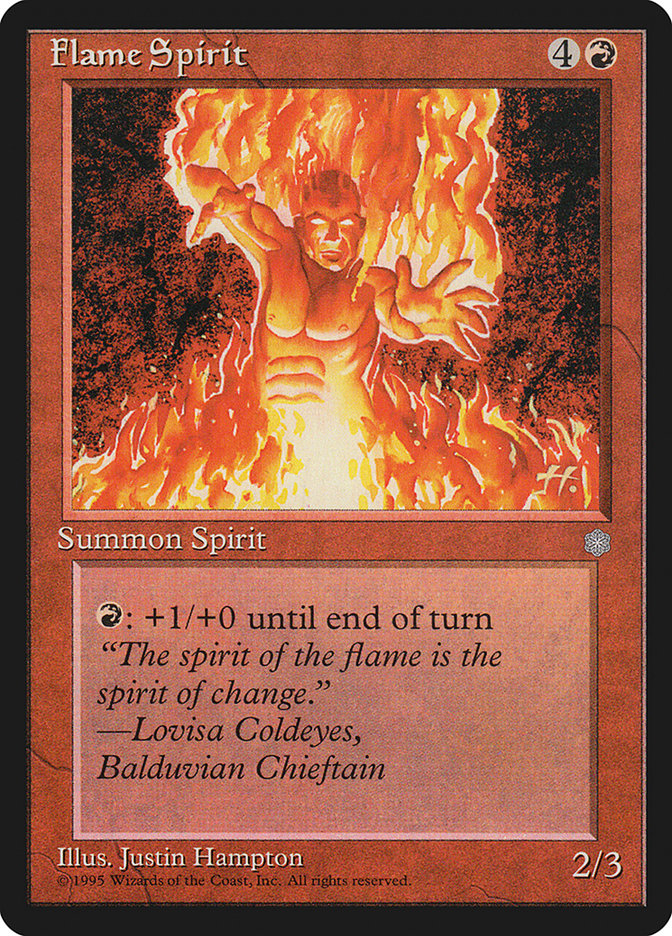 Flame Spirit 4
H.
Summon Spirit
: +1/+0 until end of turn
“The spirit of the flame is the
spirit of change.”
—Lovisa Coldeyes,
Balduvian Chieftain
Illus. Justin Hampton
©1995 Wizards of the Coast, Inc. All rights reserved.
2/3